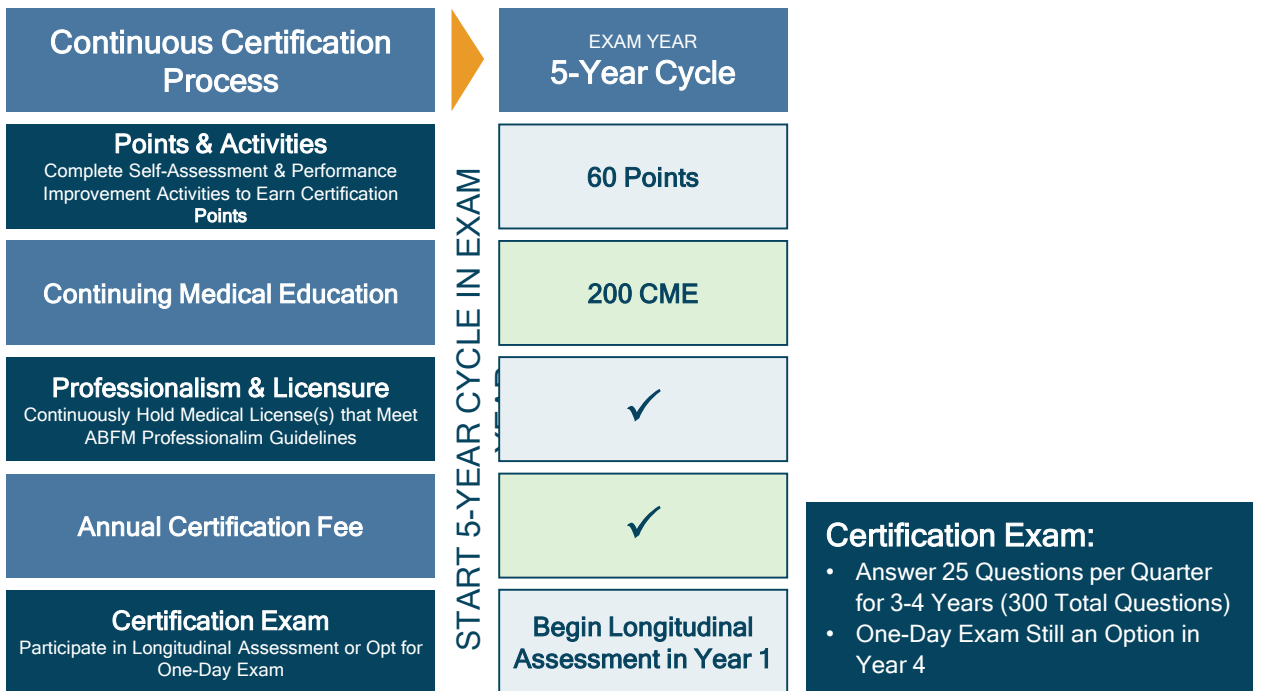 Continuous Certification
Process
EXAM YEAR
5-Year Cycle
Points & Activities
Complete Self-Assessment & Performance
Improvement Activities to Earn Certification
Points
60 Points
Continuing Medical Education
200 CME
Professionalism & Licensure
Continuously Hold Medical License(s) that Meet
ABFM Professionalim Guidelines
✓
Annual Certification Fee
✓
Certification Exam
Participate in Longitudinal Assessment or Opt for
One-Day Exam
Begin Longitudinal
Assessment in Year 1
START 5-YEAR CYCLE IN EXAM
YEAR
Certification Exam:
• Answer 25 Questions per Quarter
for 3-4 Years (300 Total Questions)
• One-Day Exam Still an Option in
Year 4